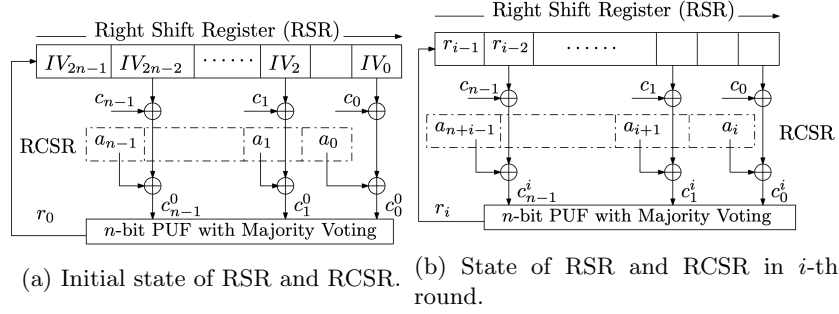 Right Shift Register (RSR)
IV_{2n−1} IV_{2n−2} ...... IV_2 IV_0
c_{n−1} c_1 c_0
RCSR a_{n−1} a_1 a_0
r_0 c^0_{n−1} c^0_1 c^0_0
n-bit PUF with Majority Voting
(a) Initial state of RSR and RCSR.
Right Shift Register (RSR)
r_{i−1} r_{i−2} ......
c_{n−1} c_1 c_0
a_{n+i−1} a_{i+1} a_i RCSR
r_i c^i_{n−1} c^i_1 c^i_0
n-bit PUF with Majority Voting
(b) State of RSR and RCSR in i-th
round.